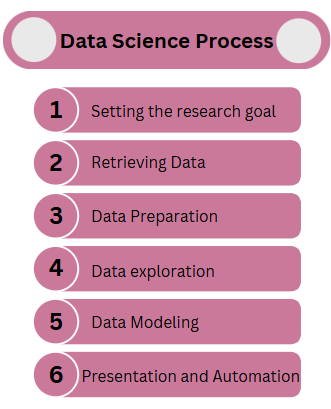 Data Science Process
1 Setting the research goal
2 Retrieving Data
3 Data Preparation
4 Data exploration
5 Data Modeling
6 Presentation and Automation